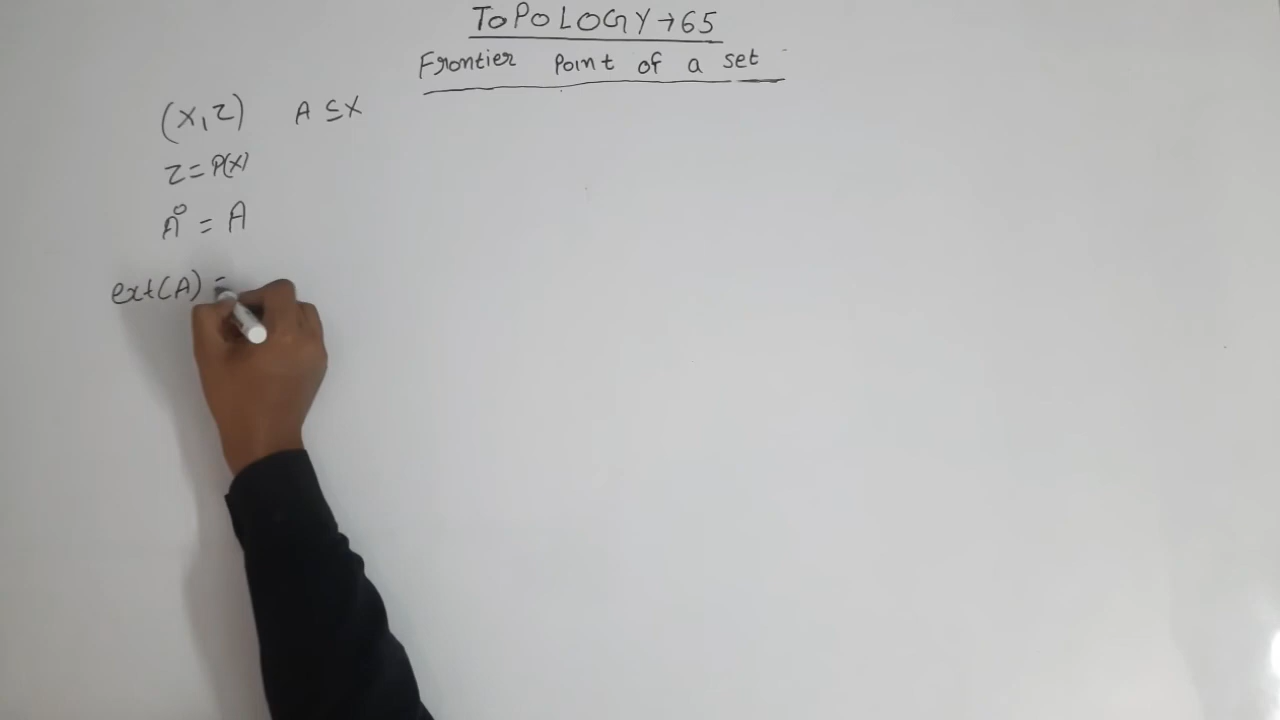 TOPOLOGY → 65
Frontier Point of a set
(X, τ) A ⊆ X
τ = P(X)
A° = A
ext(A) =